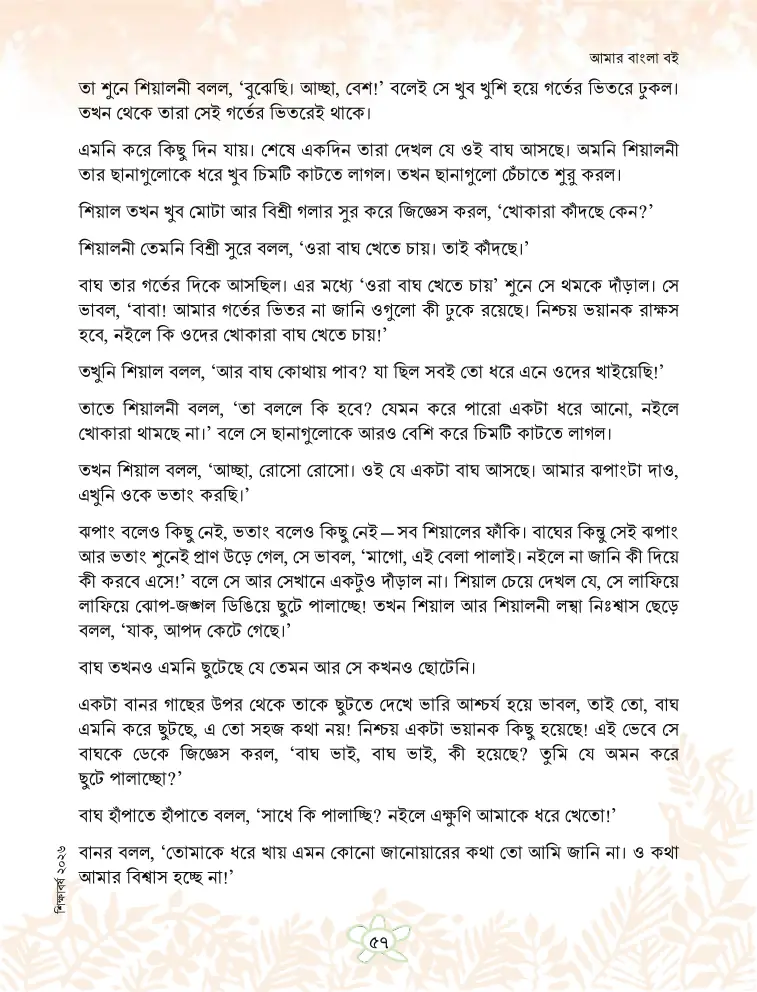 আমার বাংলা বই
তা শুনে শিয়ালনী বলল, ‘বুঝেছি। আচ্ছা, বেশ!’ বলেই সে খুব খুশি হয়ে গর্তের ভিতরে ঢুকল।
তখন থেকে তারা সেই গর্তের ভিতরেই থাকে।
এমনি করে কিছু দিন যায়। শেষে একদিন তারা দেখল যে ওই বাঘ আসছে। অমনি শিয়ালনী
তার ছানাগুলোকে ধরে খুব চিমটি কাটতে লাগল। তখন ছানাগুলো চেঁচাতে শুরু করল।
শিয়াল তখন খুব মোটা আর বিশ্রী গলার সুর করে জিজ্ঞেস করল, ‘খোকারা কাঁদছে কেন?’
শিয়ালনী তেমনি বিশ্রী সুরে বলল, ‘ওরা বাঘ খেতে চায়। তাই কাঁদছে।’
বাঘ তার গর্তের দিকে আসছিল। এর মধ্যে ‘ওরা বাঘ খেতে চায়’ শুনে সে থমকে দাঁড়াল। সে
ভাবল, ‘বাবা! আমার গর্তের ভিতর না জানি ওগুলো কী ঢুকে রয়েছে। নিশ্চয় ভয়ানক রাক্ষস
হবে, নইলে কি ওদের খোকারা বাঘ খেতে চায়!’
তখুনি শিয়াল বলল, ‘আর বাঘ কোথায় পাব? যা ছিল সবই তো ধরে এনে ওদের খাইয়েছি!’
তাতে শিয়ালনী বলল, ‘তা বললে কি হবে? যেমন করে পারো একটা ধরে আনো, নইলে
খোকারা থামছে না।’ বলে সে ছানাগুলোকে আরও বেশি করে চিমটি কাটতে লাগল।
তখন শিয়াল বলল, ‘আচ্ছা, রোসো রোসো। ওই যে একটা বাঘ আসছে। আমার ঝপাংটা দাও,
এখুনি ওকে ভতাং করছি।’
ঝপাং বলেও কিছু নেই, ভতাং বলেও কিছু নেই—সব শিয়ালের ফাঁকি। বাঘের কিন্তু সেই ঝপাং
আর ভতাং শুনেই প্রাণ উড়ে গেল, সে ভাবল, ‘মাগো, এই বেলা পালাই। নইলে না জানি কী দিয়ে
কী করবে এসে!’ বলে সে আর সেখানে একটুও দাঁড়াল না। শিয়াল চেয়ে দেখল যে, সে লাফিয়ে
লাফিয়ে ঝোপ-জঙ্গল ডিঙিয়ে ছুটে পালাচ্ছে! তখন শিয়াল আর শিয়ালনী লম্বা নিঃশ্বাস ছেড়ে
বলল, ‘যাক, আপদ কেটে গেছে।’
বাঘ তখনও এমনি ছুটেছে যে তেমন আর সে কখনও ছোটেনি।
একটা বানর গাছের উপর থেকে তাকে ছুটতে দেখে ভারি আশ্চর্য হয়ে ভাবল, তাই তো, বাঘ
এমনি করে ছুটছে, এ তো সহজ কথা নয়! নিশ্চয় একটা ভয়ানক কিছু হয়েছে! এই ভেবে সে
বাঘকে ডেকে জিজ্ঞেস করল, ‘বাঘ ভাই, বাঘ ভাই, কী হয়েছে? তুমি যে অমন করে
ছুটে পালাচ্ছো?’
বাঘ হাঁপাতে হাঁপাতে বলল, ‘সাধে কি পালাচ্ছি? নইলে এক্ষুণি আমাকে ধরে খেতো!’
বানর বলল, ‘তোমাকে ধরে খায় এমন কোনো জানোয়ারের কথা তো আমি জানি না। ও কথা
আমার বিশ্বাস হচ্ছে না!’
শিক্ষাবর্ষ ২০২৬
৫৭